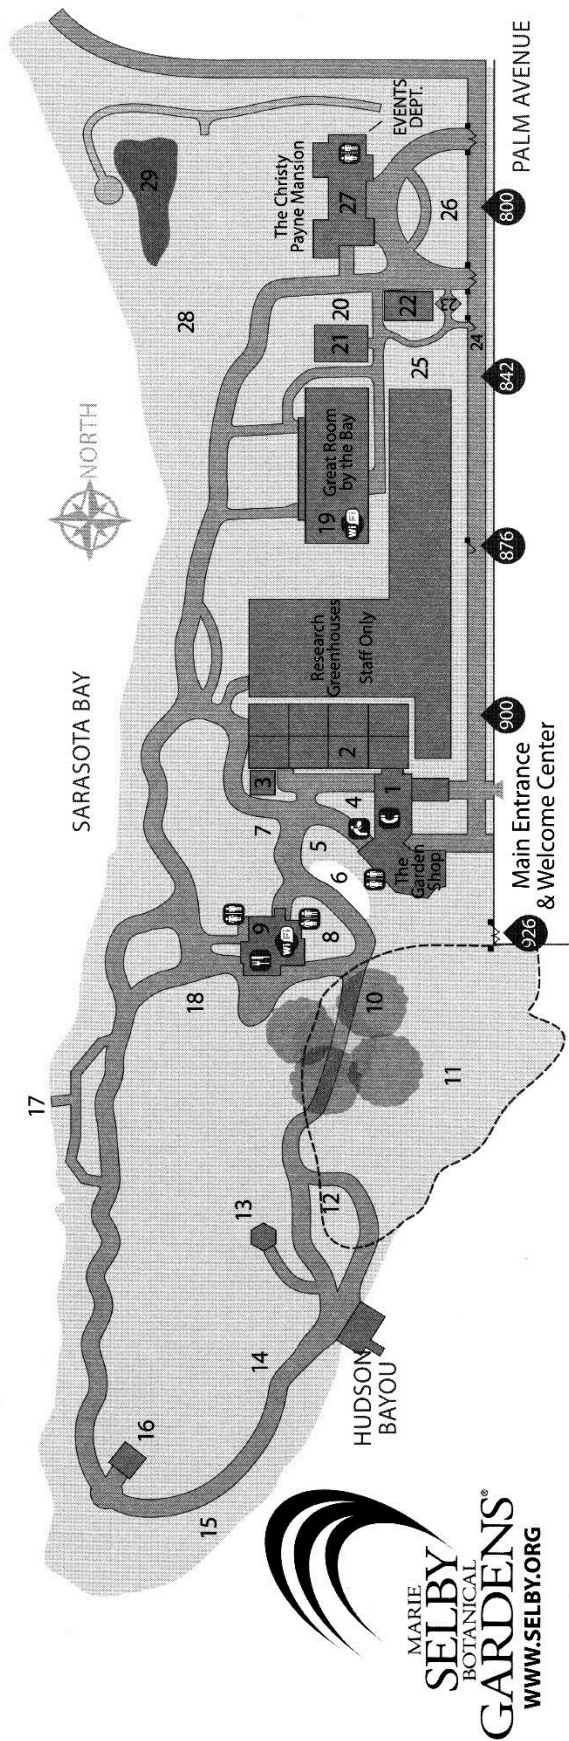 17
SARASOTA BAY
NORTH
28
29
16
15
18
7
13
9
WiFi
3
14
12
8
6
5
4
2
Research
Greenhouses
Staff Only
19
WiFi
Great Room
by the Bay
21
20
The Christy
Payne Mansion
27
EVENTS
DEPT.
HUDSON
BAYOU
10
11
The
Garden
Shop
1
25
22
23
24
26
MARIE
SELBY
BOTANICAL
GARDENS®
WWW.SELBY.ORG
926
Main Entrance
& Welcome Center
900
876
842
800
PALM AVENUE